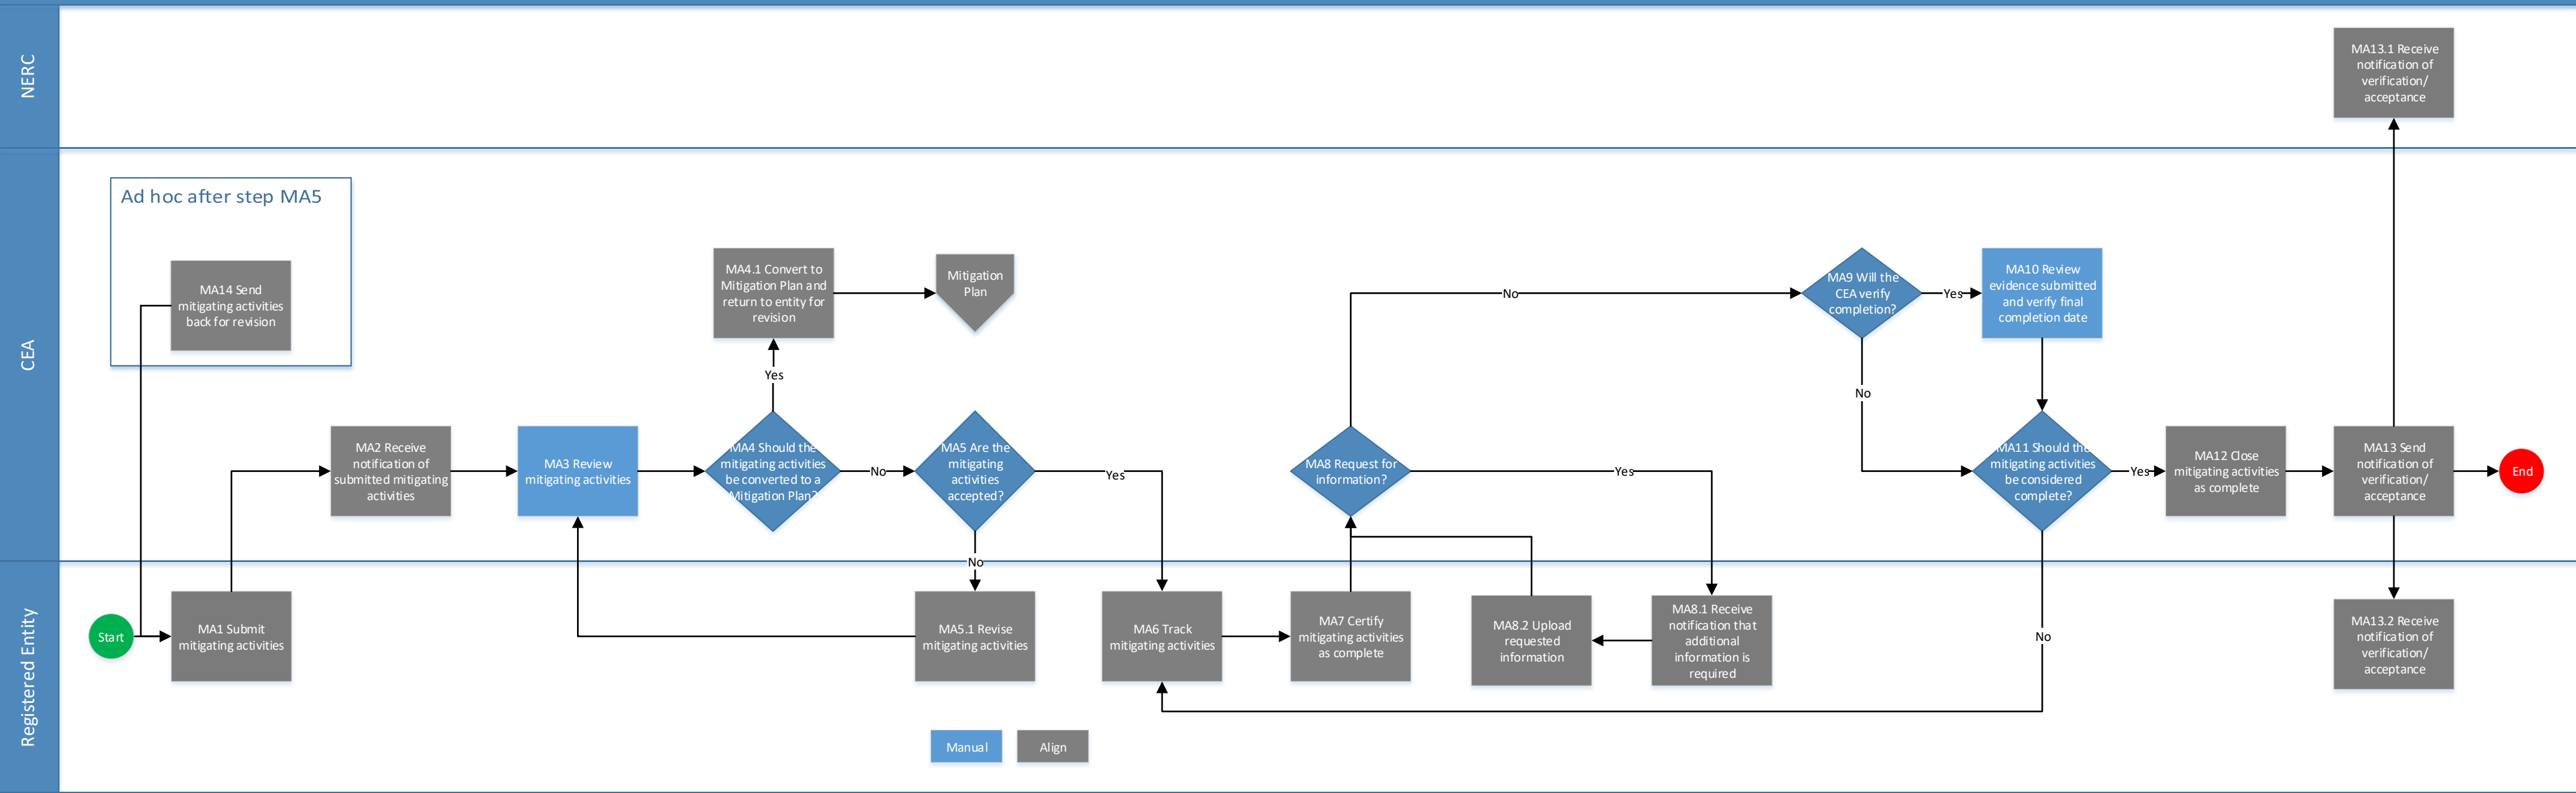 NERC
MA13.1 Receive
notification of
verification/
acceptance
CEA
Ad hoc after step MA5
MA14 Send
mitigating activities
back for revision
MA4.1 Convert to
Mitigation Plan and
return to entity for
revision
Mitigation
Plan
MA9 Will the
CEA verify
completion?
Yes
MA10 Review
evidence submitted
and verify final
completion date
No
Yes
No
MA2 Receive
notification of
submitted mitigating
activities
MA3 Review
mitigating activities
MA4 Should the
mitigating activities
be converted to a
Mitigation Plan?
No
MA5 Are the
mitigating
activities
accepted?
Yes
No
MA8 Request for
information?
Yes
MA11 Should the
mitigating activities
be considered
complete?
Yes
MA12 Close
mitigating activities
as complete
MA13 Send
notification of
verification/
acceptance
End
Registered Entity
Start
MA1 Submit
mitigating activities
MA5.1 Revise
mitigating activities
MA6 Track
mitigating activities
MA7 Certify
mitigating activities
as complete
MA8.2 Upload
requested
information
MA8.1 Receive
notification that
additional
information is
required
No
MA13.2 Receive
notification of
verification/
acceptance
Manual
Align